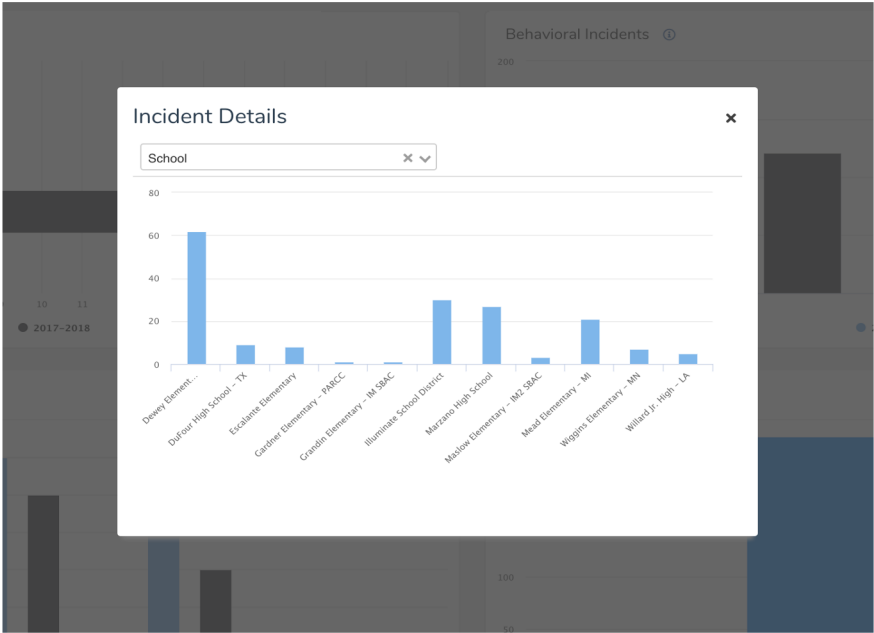 Behavioral Incidents
200
Incident Details
School
80
60
40
20
0
Dewey Element...
DuFour High School - TX
Escalante Elementary
Gardner Elementary - PARCC
Grandin Elementary - IM SBAC
Illuminate School District
Marzano High School
Maslow Elementary - IM2 SBAC
Mead Elementary - MI
Wiggins Elementary - MN
Willard Jr. High - LA
10 11
2017-2018
100
50